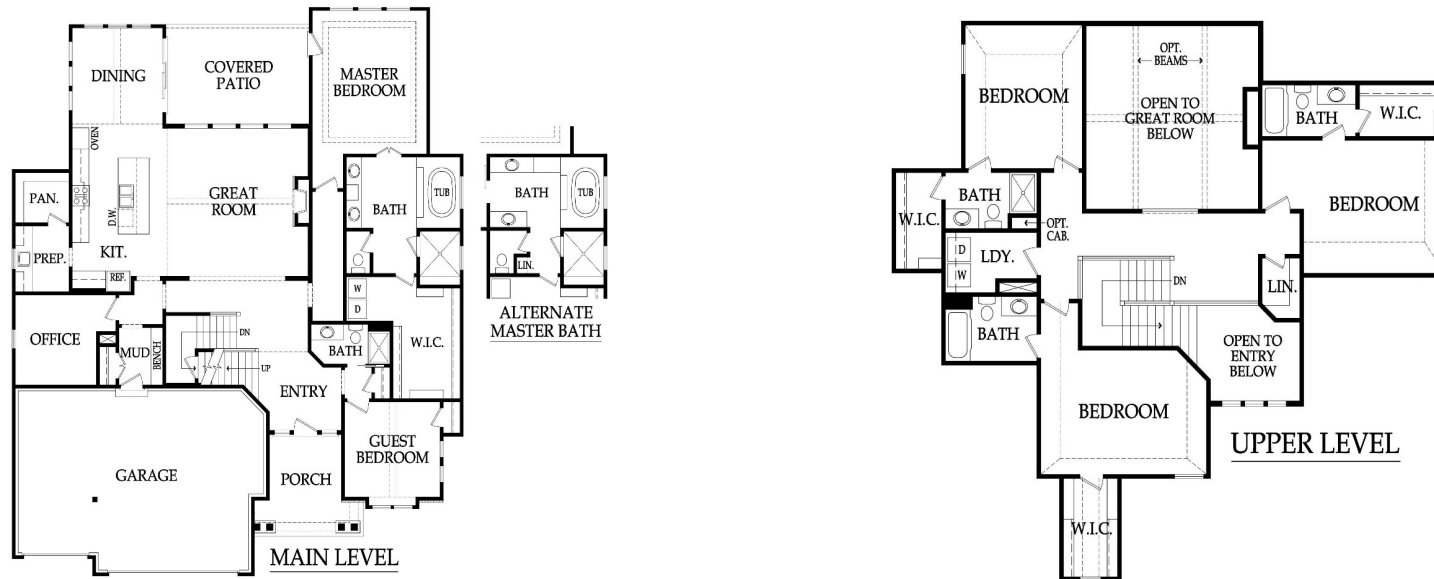 DINING
COVERED
PATIO
MASTER
BEDROOM
OVEN
PAN.
D.W.
GREAT
ROOM
PREP.
KIT.
REF.
BATH
TUB
W
D
W.I.C.
OFFICE
MUD
BENCH
DN
UP
BATH
ENTRY
GUEST
BEDROOM
GARAGE
PORCH
MAIN LEVEL
BATH
TUB
LIN.
ALTERNATE
MASTER BATH
BEDROOM
OPT.
BEAMS
OPEN TO
GREAT ROOM
BELOW
BATH
W.I.C.
BEDROOM
W.I.C.
BATH
OPT.
CAB.
D
W
LDY.
DN
LIN.
BATH
OPEN TO
ENTRY
BELOW
BEDROOM
W.I.C.
UPPER LEVEL